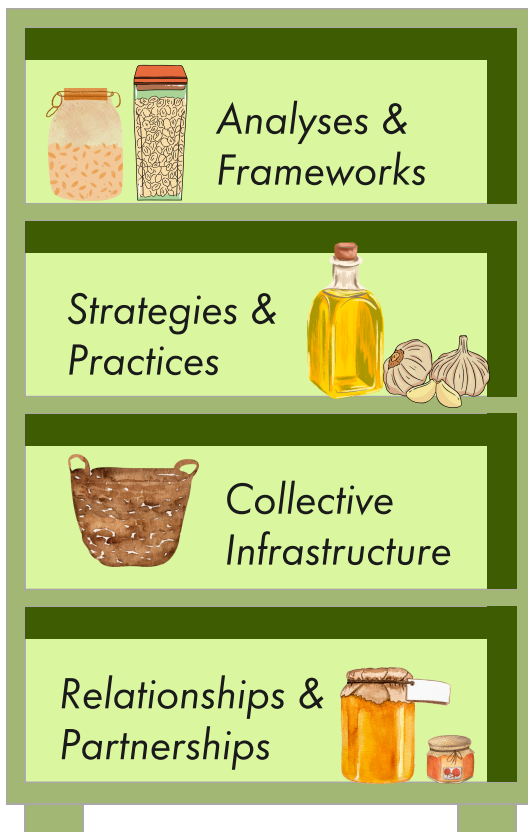 Analyses &
Frameworks
Strategies &
Practices
Collective
Infrastructure
Relationships &
Partnerships